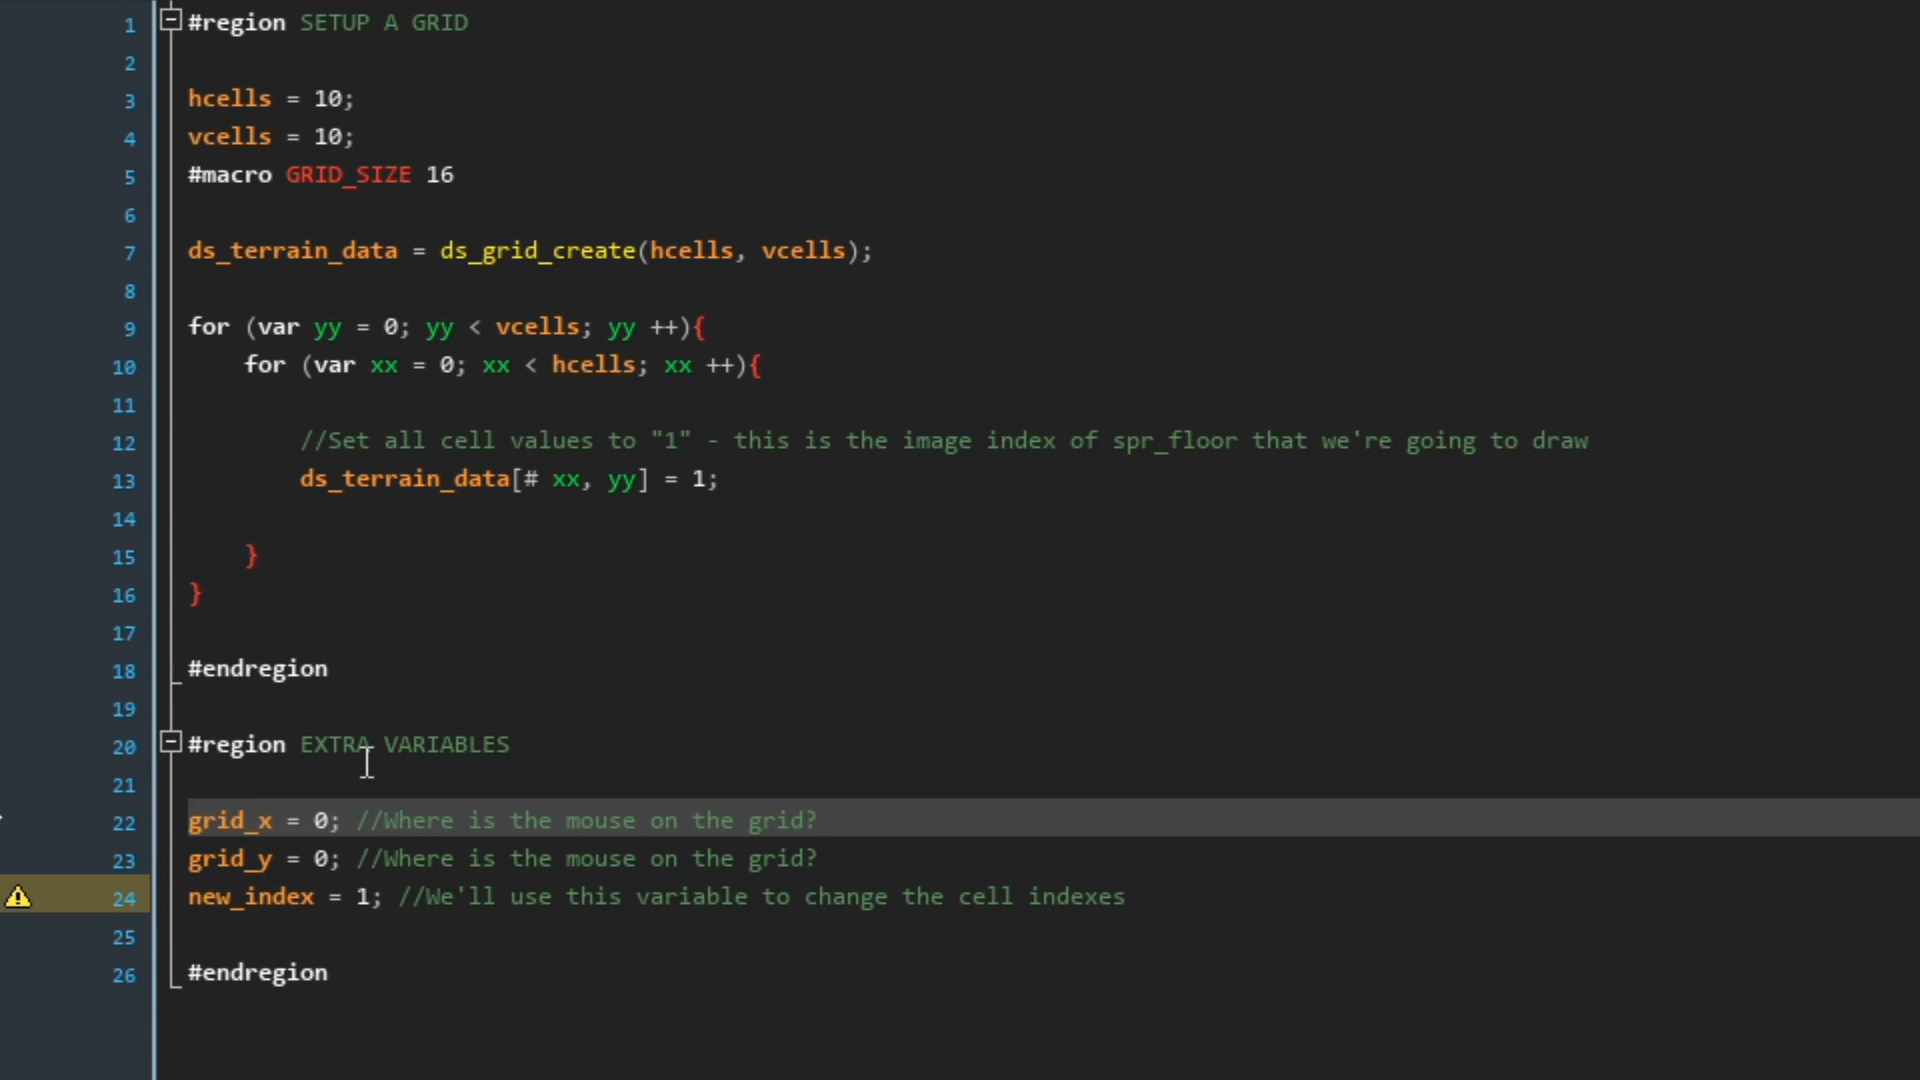 1 #region SETUP A GRID
2
3 hcells = 10;
4 vcells = 10;
5 #macro GRID_SIZE 16
6
7 ds_terrain_data = ds_grid_create(hcells, vcells);
8
9 for (var yy = 0; yy < vcells; yy ++){
10 for (var xx = 0; xx < hcells; xx ++){
11
12 //Set all cell values to "1" - this is the image index of spr_floor that we're going to draw
13 ds_terrain_data[# xx, yy] = 1;
14
15 }
16 }
17
18 #endregion
19
20 #region EXTRA VARIABLES
21
22 grid_x = 0; //Where is the mouse on the grid?
23 grid_y = 0; //Where is the mouse on the grid?
24 new_index = 1; //We'll use this variable to change the cell indexes
25
26 #endregion